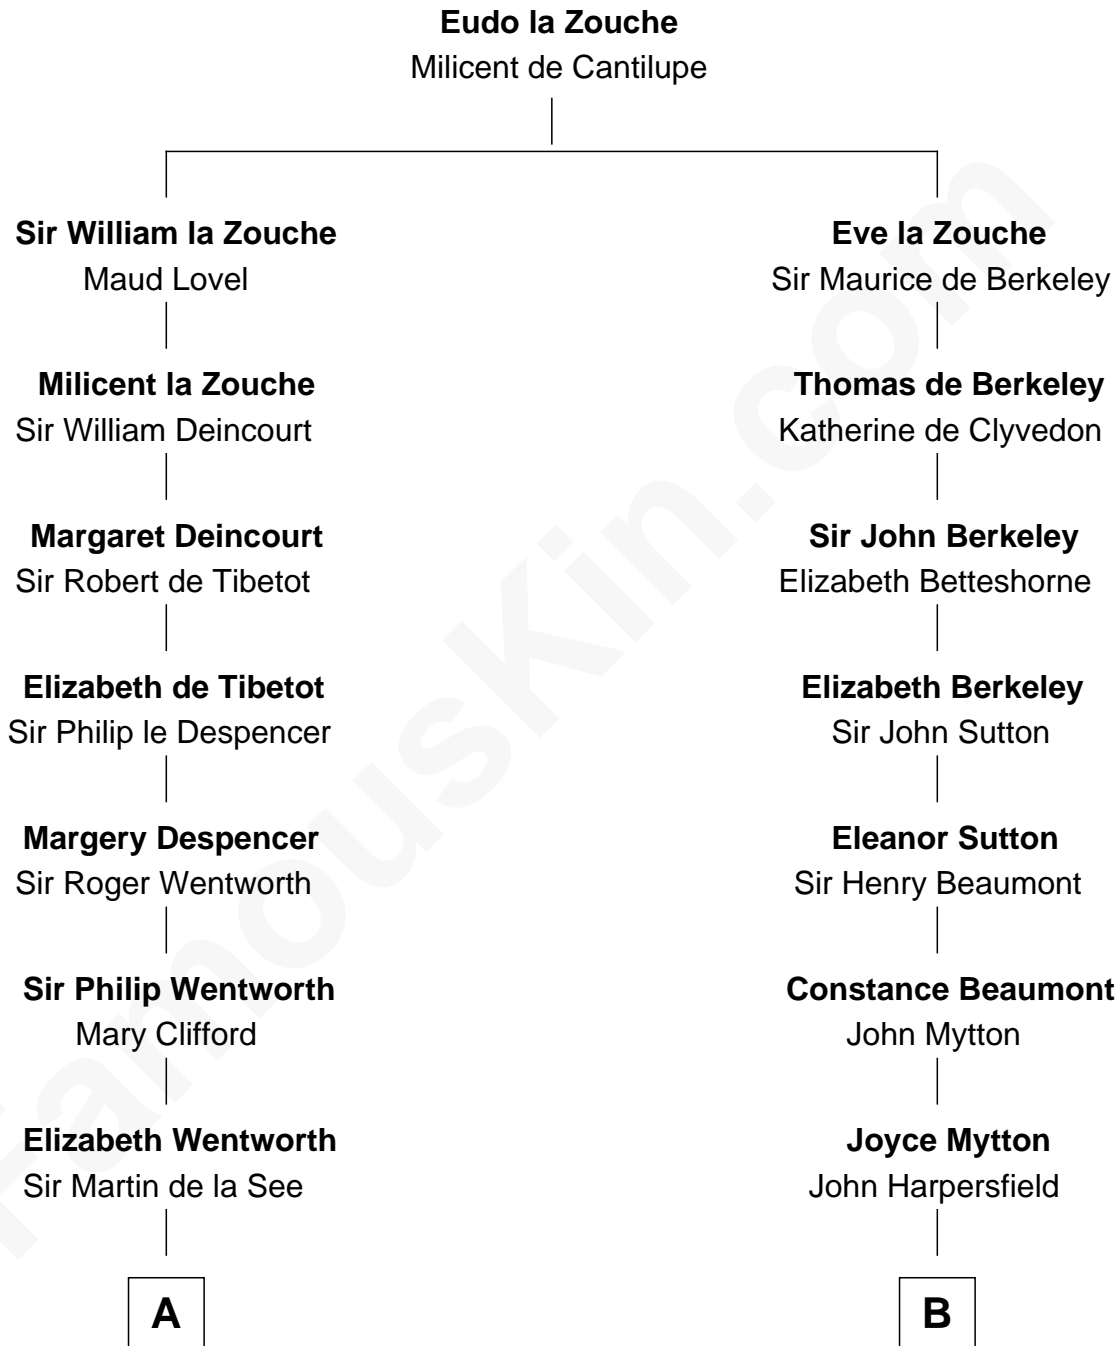 Eudo la Zouche
Milicent de Cantilupe
Sir William la Zouche
Maud Lovel
Eve la Zouche
Sir Maurice de Berkeley
Milicent la Zouche
Sir William Deincourt
Thomas de Berkeley
Katherine de Clyvedon
Margaret Deincourt
Sir Robert de Tibetot
Sir John Berkeley
Elizabeth Betteshorne
Elizabeth de Tibetot
Sir Philip le Despencer
Elizabeth Berkeley
Sir John Sutton
Margery Despencer
Sir Roger Wentworth
Eleanor Sutton
Sir Henry Beaumont
Sir Philip Wentworth
Mary Clifford
Constance Beaumont
John Mytton
Elizabeth Wentworth
Sir Martin de la See
Joyce Mytton
John Harpersfield
A
B
FamousKin.com